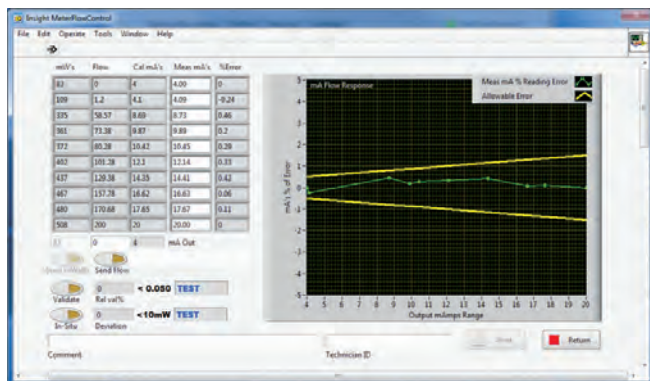 Insight MeterFlowControl
File Edit Operate Tools Window Help
mW's Flow Cal mA's Meas mA's %Error
82 0 4 4.00 0
109 1.2 4.1 4.09 -0.24
335 58.57 8.69 8.73 0.46
361 73.38 9.87 9.89 0.2
372 80.28 10.42 10.45 0.29
402 101.28 12.1 12.14 0.33
437 129.38 14.35 14.41 0.42
467 157.78 16.62 16.63 0.06
480 170.68 17.65 17.67 0.11
508 200 20 20.00 0
0 4 mA Out
Send Flow
Validate 0 Rel val% < 0.050 TEST
In-Situ 0 Deviation <10mW TEST
Comment
Technician ID
mA Flow Response
Meas mA % Reading Error
Allowable Error
mA's % of Error
5
4
3
2
1
0
-1
-2
-3
-4
-5
4 5 6 7 8 9 10 11 12 13 14 15 16 17 18 19 20
Output mAmps Range
Print
Return